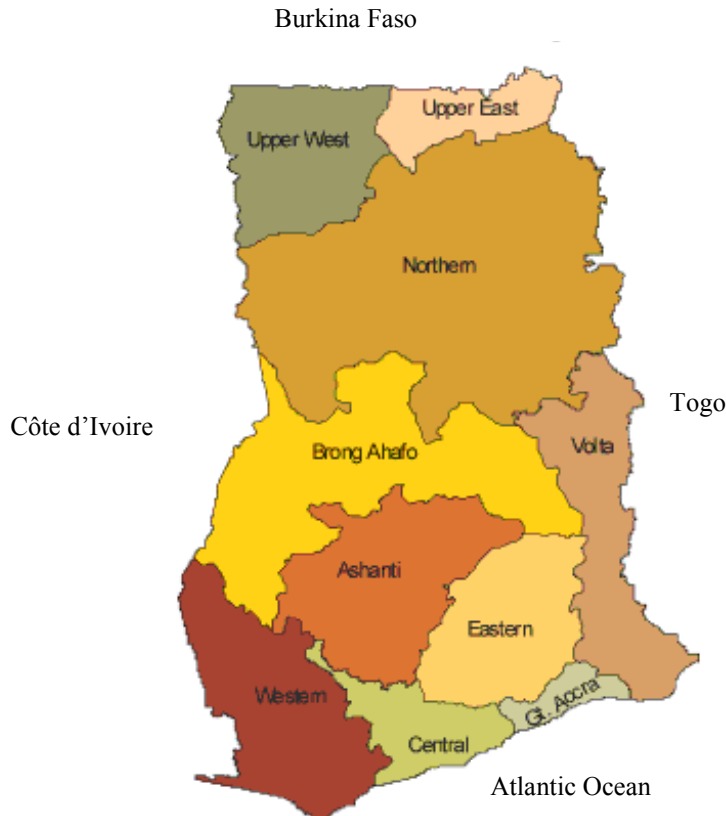 Burkina Faso
Upper East
Upper West
Northern
Togo
Côte d’Ivoire
Volta
Brong Ahafo
Ashanti
Eastern
Western
Gt. Accra
Central
Atlantic Ocean